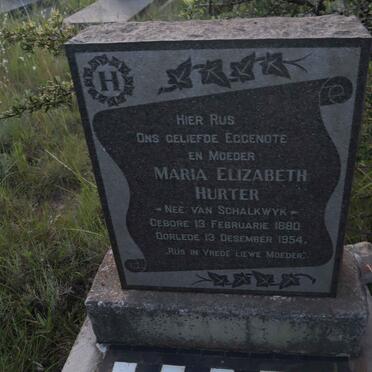 H
Hier Rus
Ons geliefde Eggenote
en Moeder
Maria Elizabeth
Hurter
Nee van Schalkwyk
Gebore 13 Februarie 1880
Oorlede 13 Desember 1954.
"Rus in Vrede liewe Moeder".